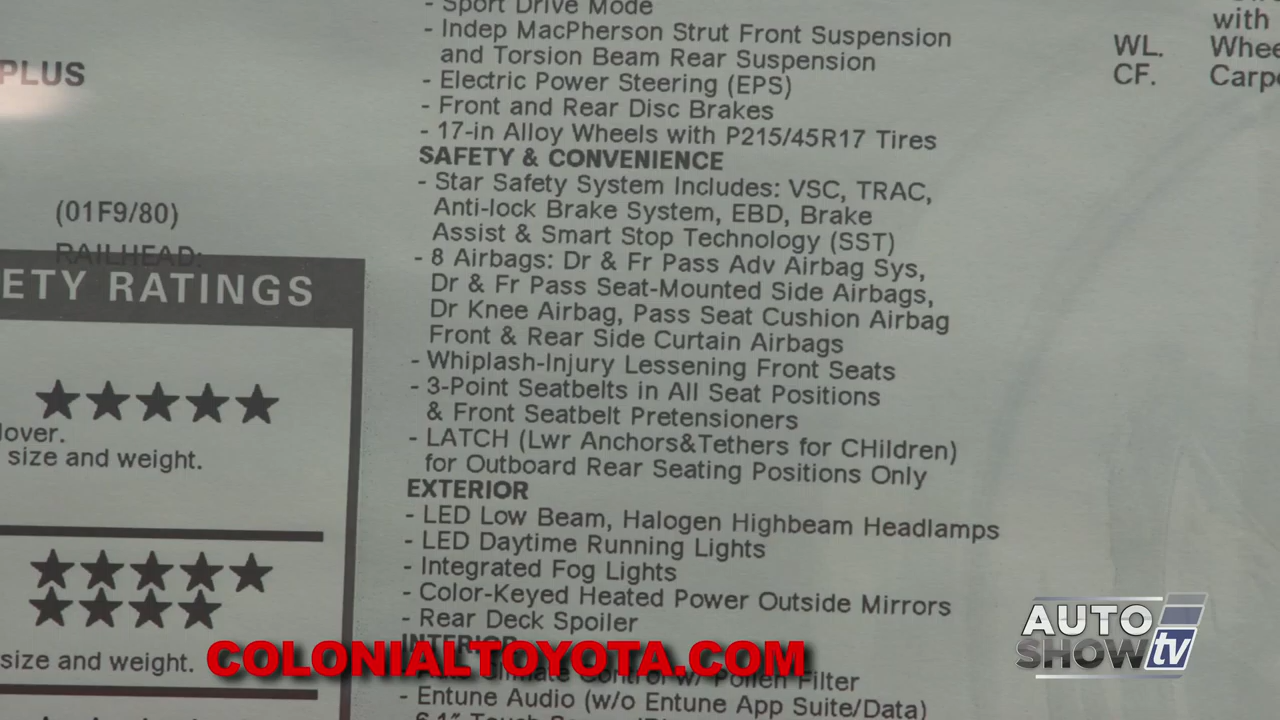 - Sport Drive Mode
- Indep MacPherson Strut Front Suspension
and Torsion Beam Rear Suspension
- Electric Power Steering (EPS)
- Front and Rear Disc Brakes
- 17-in Alloy Wheels with P215/45R17 Tires
SAFETY & CONVENIENCE
- Star Safety System Includes: VSC, TRAC,
Anti-lock Brake System, EBD, Brake
Assist & Smart Stop Technology (SST)
- 8 Airbags: Dr & Fr Pass Adv Airbag Sys,
Dr & Fr Pass Seat-Mounted Side Airbags,
Dr Knee Airbag, Pass Seat Cushion Airbag
Front & Rear Side Curtain Airbags
- Whiplash-Injury Lessening Front Seats
- 3-Point Seatbelts in All Seat Positions
& Front Seatbelt Pretensioners
- LATCH (Lwr Anchors&Tethers for CHildren)
for Outboard Rear Seating Positions Only
EXTERIOR
- LED Low Beam, Halogen Highbeam Headlamps
- LED Daytime Running Lights
- Integrated Fog Lights
- Color-Keyed Heated Power Outside Mirrors
- Rear Deck Spoiler
INTERIOR
Climate Control w/ Pollen Filter
- Entune Audio (w/o Entune App Suite/Data)
PLUS
(01F9/80)
RAILHEAD:
ETY RATINGS
★★★★★
lover.
size and weight.
★★★★★
★★★★
size and weight.
with
WL. Whee
CF. Carpe
COLONIALTOYOTA.COM
AUTO
SHOW tv